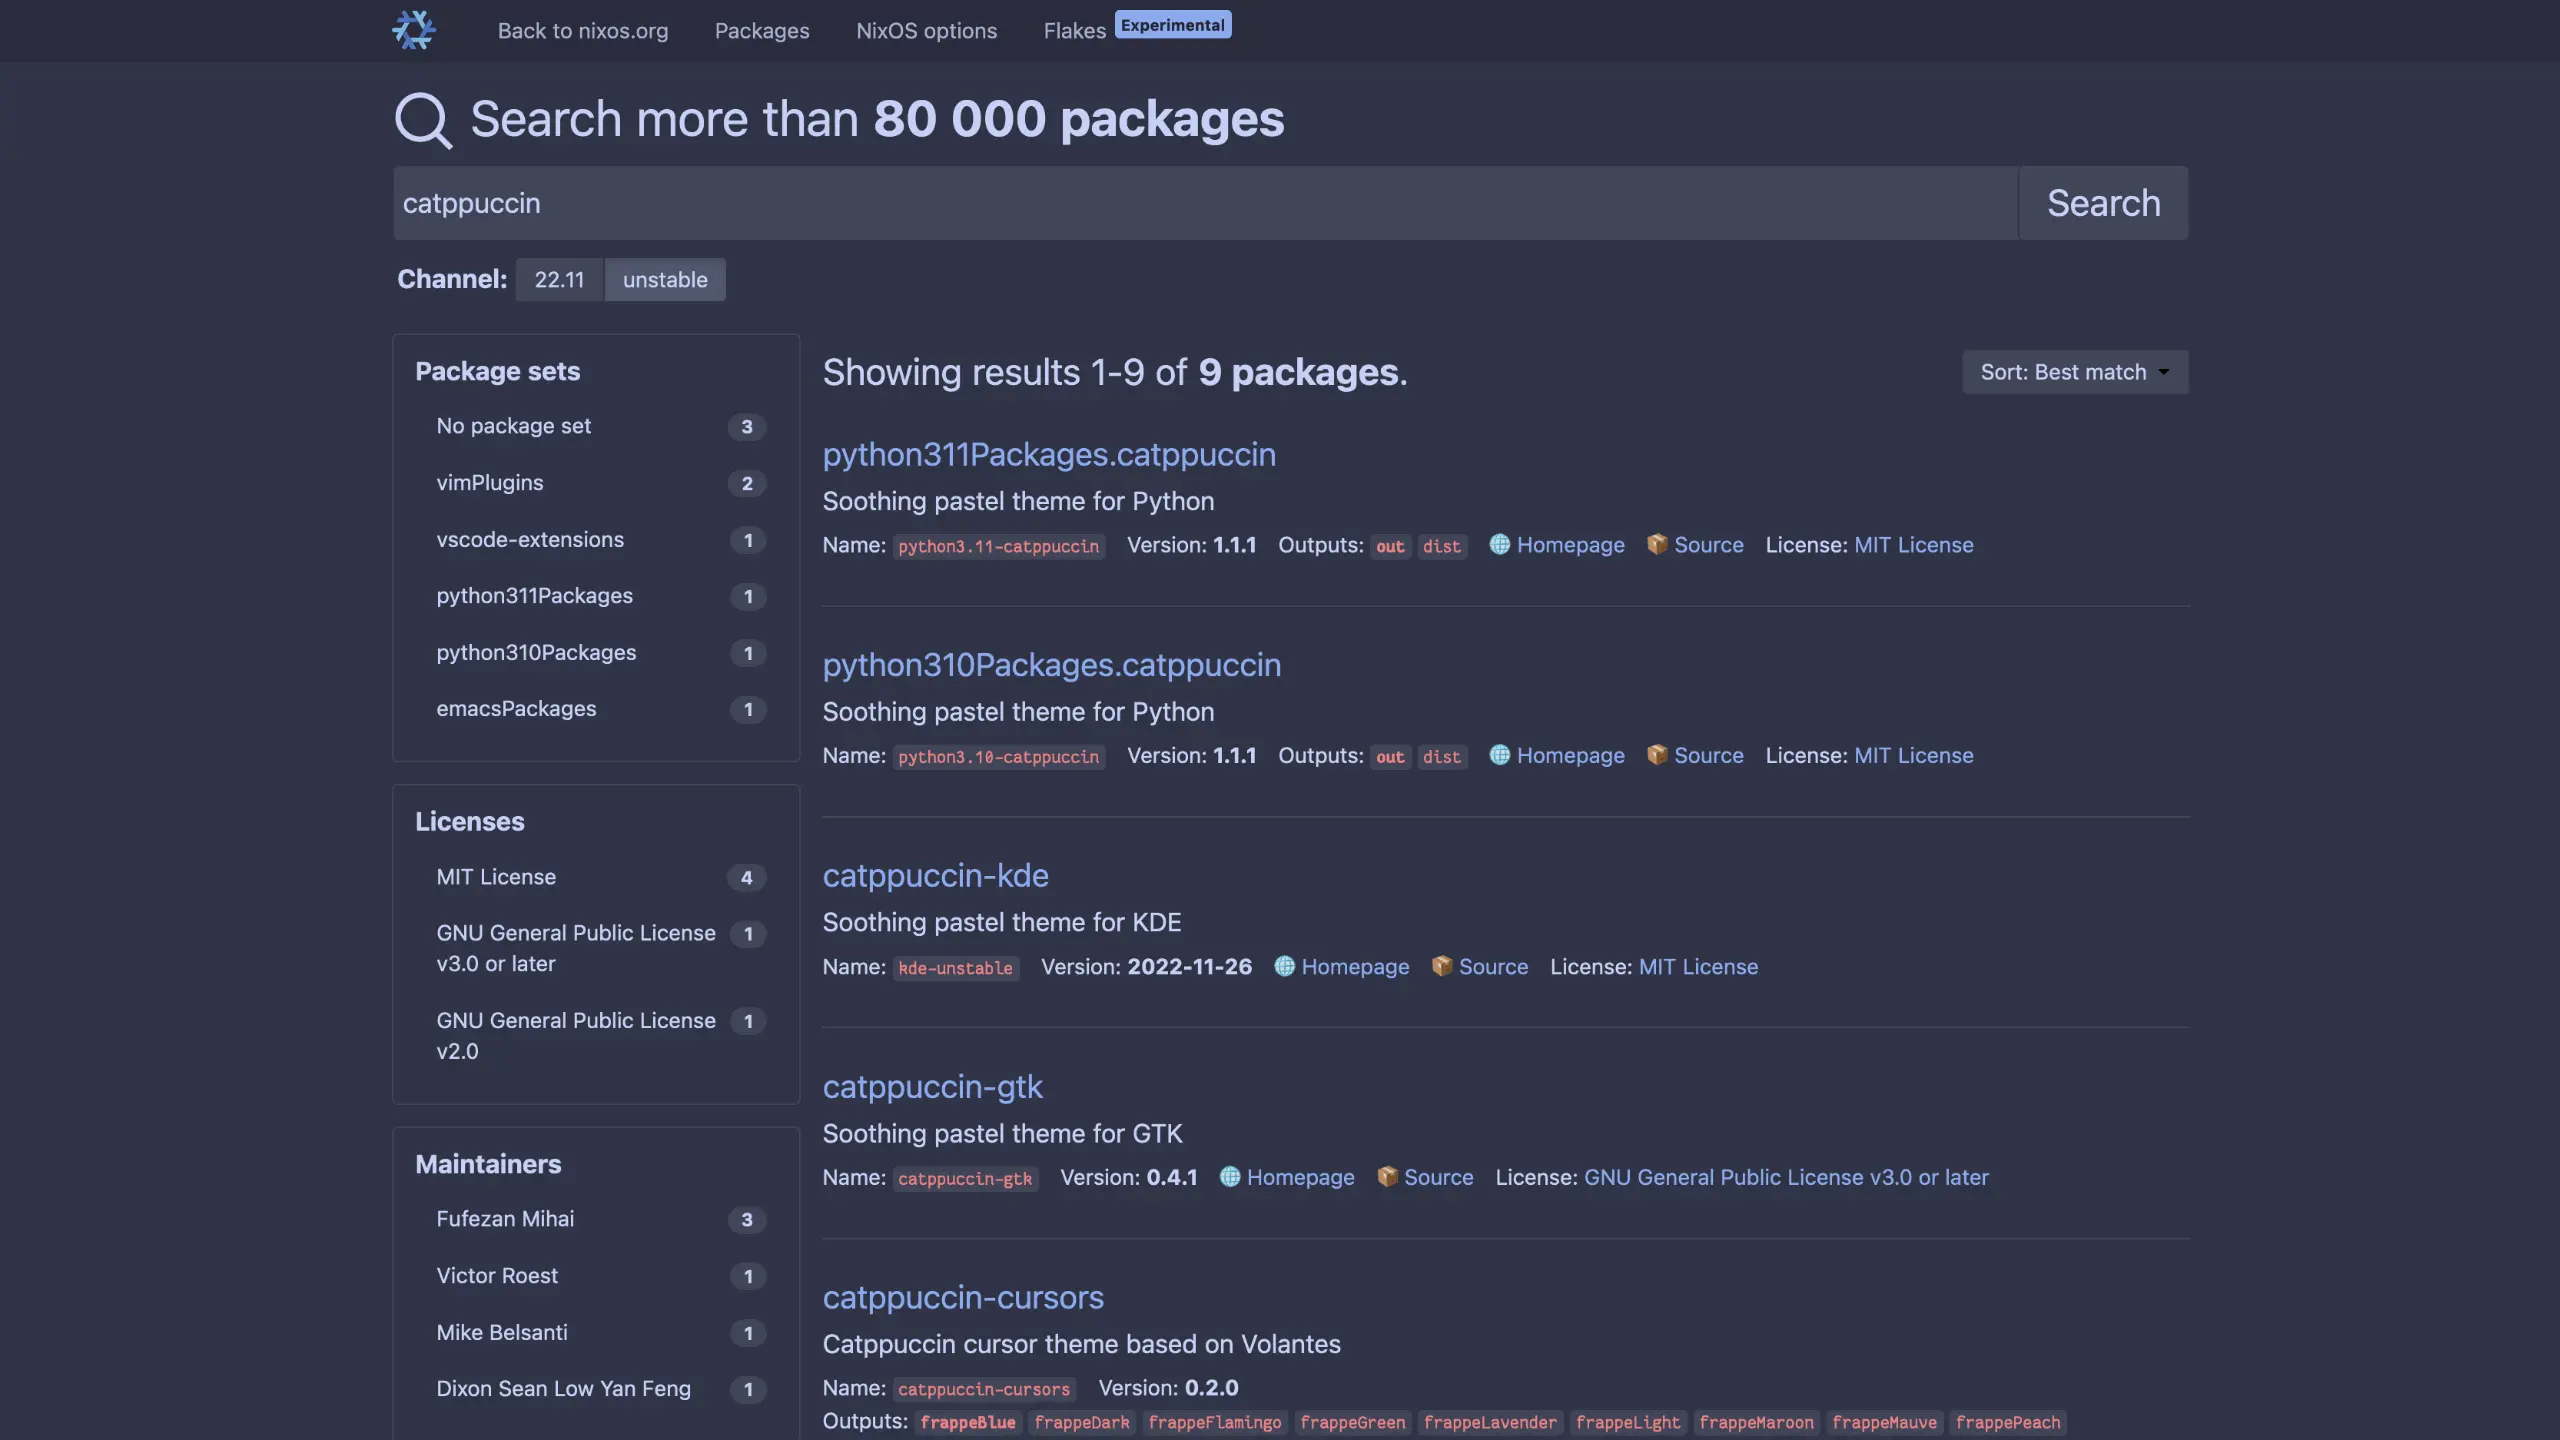 Back to nixos.org Packages NixOS options Flakes Experimental
Search more than 80 000 packages
catppuccin Search
Channel: 22.11 unstable
Package sets
No package set 3
vimPlugins 2
vscode-extensions 1
python311Packages 1
python310Packages 1
emacsPackages 1
Licenses
MIT License 4
GNU General Public License 1
v3.0 or later
GNU General Public License 1
v2.0
Maintainers
Fufezan Mihai 3
Victor Roest 1
Mike Belsanti 1
Dixon Sean Low Yan Feng 1
Showing results 1-9 of 9 packages.
Sort: Best match
python311Packages.catppuccin
Soothing pastel theme for Python
Name: python3.11-catppuccin Version: 1.1.1 Outputs: out dist Homepage Source License: MIT License
python310Packages.catppuccin
Soothing pastel theme for Python
Name: python3.10-catppuccin Version: 1.1.1 Outputs: out dist Homepage Source License: MIT License
catppuccin-kde
Soothing pastel theme for KDE
Name: kde-unstable Version: 2022-11-26 Homepage Source License: MIT License
catppuccin-gtk
Soothing pastel theme for GTK
Name: catppuccin-gtk Version: 0.4.1 Homepage Source License: GNU General Public License v3.0 or later
catppuccin-cursors
Catppuccin cursor theme based on Volantes
Name: catppuccin-cursors Version: 0.2.0
Outputs: frappeBlue frappeDark frappeFlamingo frappeGreen frappeLavender frappeLight frappeMaroon frappeMauve frappePeach